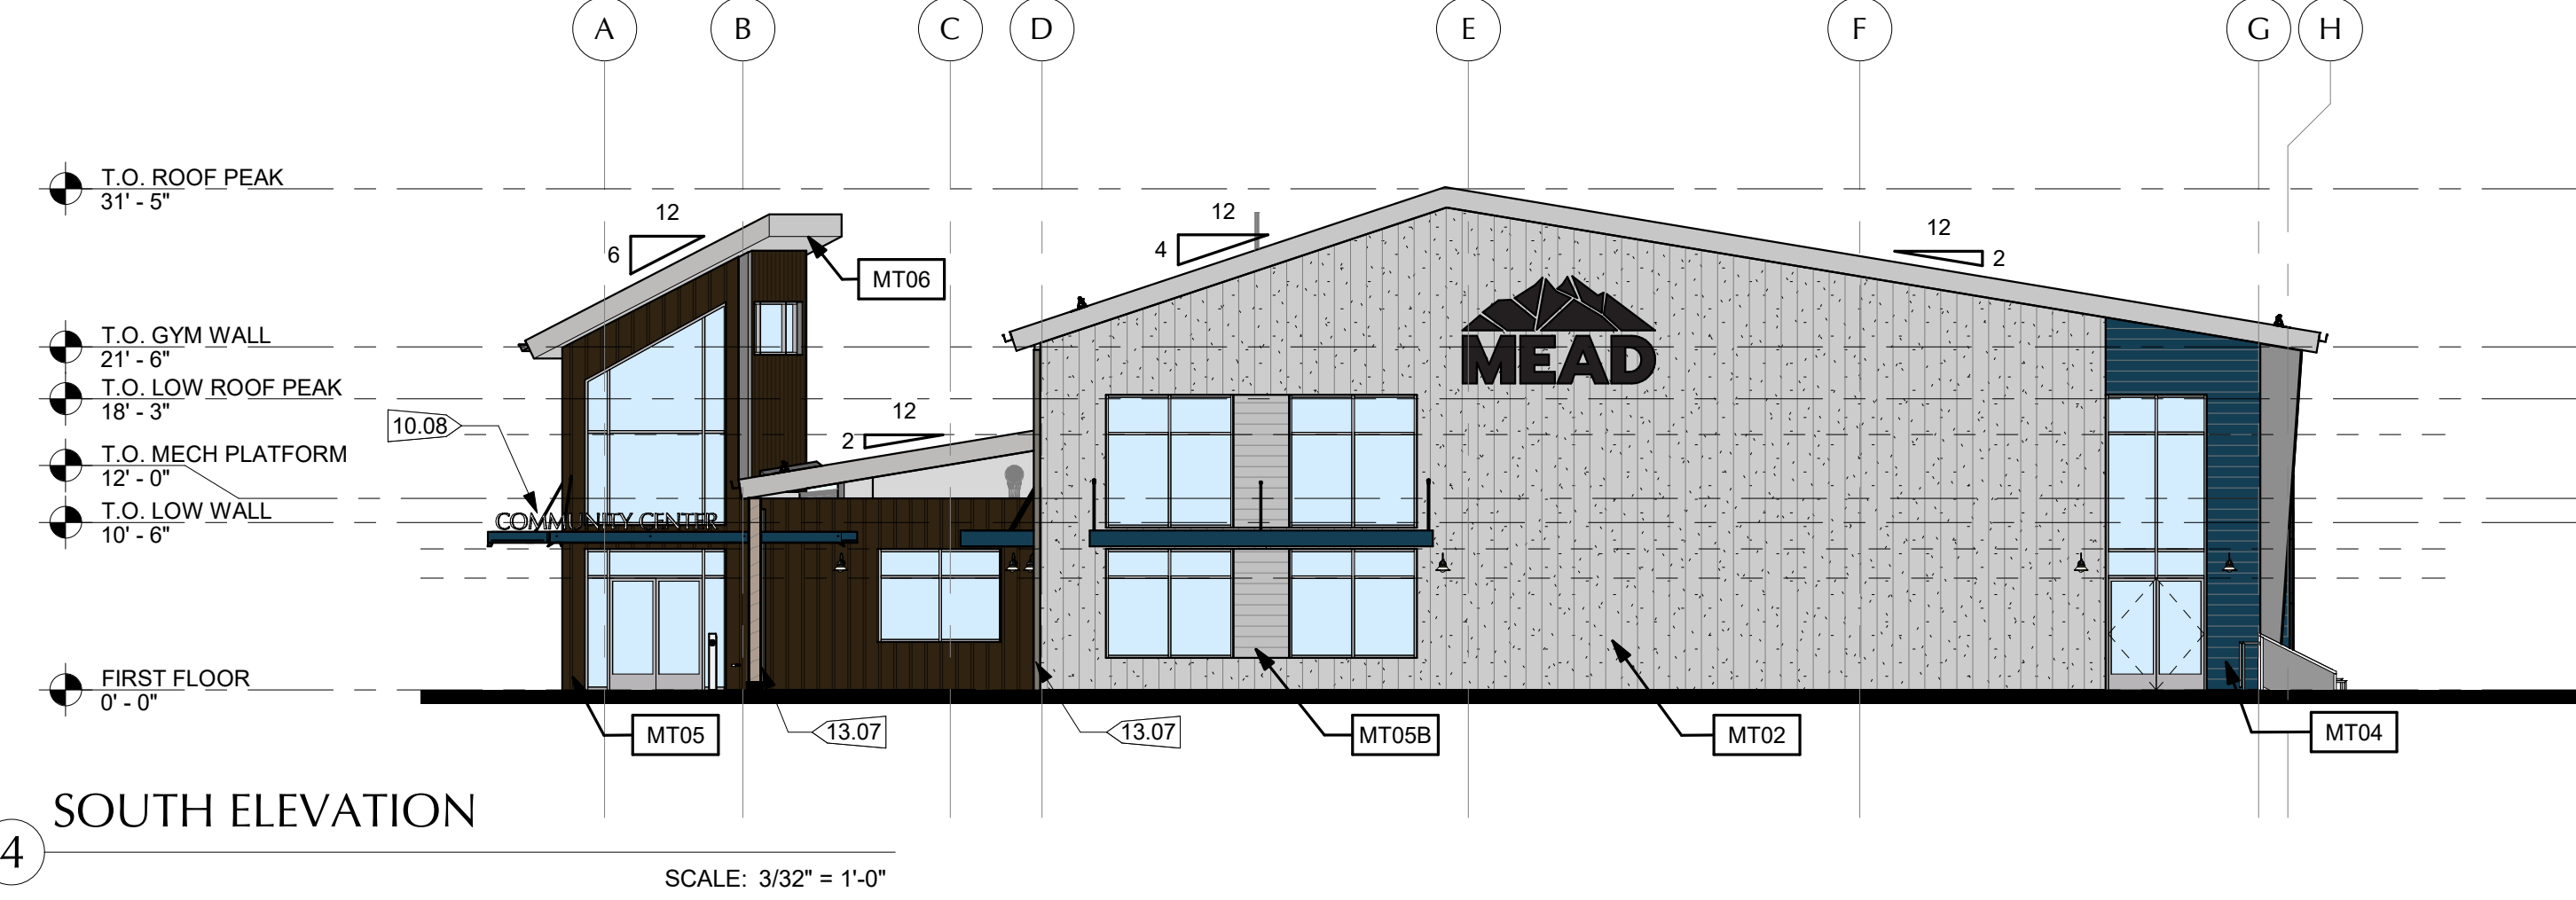 A B C D E F G H
T.O. ROOF PEAK
31' - 5"
12
6
MT06
12
4
12
2
T.O. GYM WALL
21' - 6"
MEAD
T.O. LOW ROOF PEAK
18' - 3"
10.08
12
2
T.O. MECH PLATFORM
12' - 0"
T.O. LOW WALL
10' - 6"
COMMUNITY CENTER
FIRST FLOOR
0' - 0"
MT05
13.07
13.07
MT05B
MT02
MT04
SOUTH ELEVATION
4
SCALE: 3/32" = 1'-0"